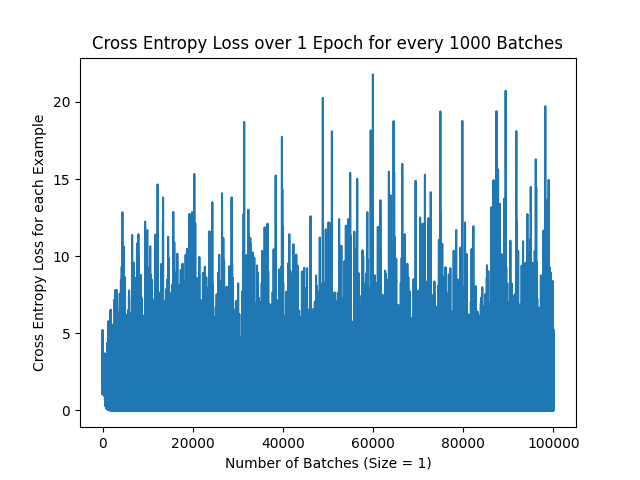 Cross Entropy Loss over 1 Epoch for every 1000 Batches
Cross Entropy Loss for each Example
20
15
10
5
0
0 20000 40000 60000 80000 100000
Number of Batches (Size = 1)